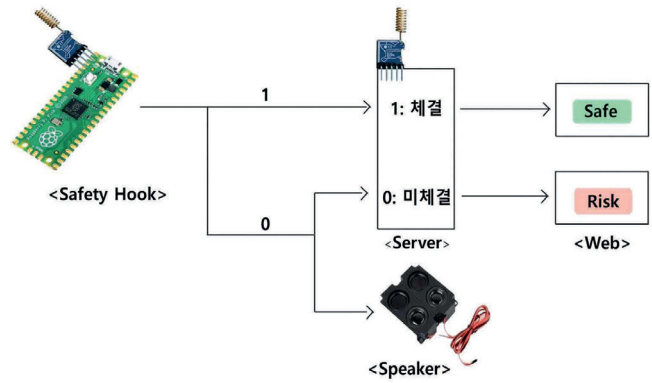 1
1: 체결
Safe
<Safety Hook>
0: 미체결
Risk
0
<Server>
<Web>
<Speaker>